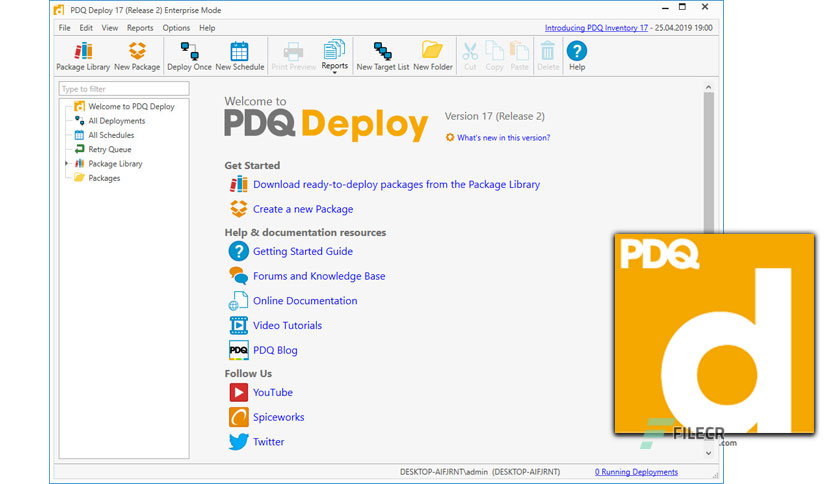 PDQ Deploy 17 (Release 2) Enterprise Mode
File Edit View Reports Options Help
Introducing PDQ Inventory 17 - 25.04.2019 19:00
Package Library New Package Deploy Once New Schedule Print Preview Reports New Target List New Folder Cut Copy Paste Delete Help
Type to filter
Welcome to PDQ Deploy
All Deployments
All Schedules
Retry Queue
Package Library
Packages
Welcome to
PDQ Deploy
Version 17 (Release 2)
What's new in this version?
Get Started
Download ready-to-deploy packages from the Package Library
Create a new Package
Help & documentation resources
Getting Started Guide
Forums and Knowledge Base
Online Documentation
Video Tutorials
PDQ
PDQ Blog
Follow Us
YouTube
Spiceworks
Twitter
PDQ
d
FILECR
.com
DESKTOP-AIFJRNT\admin (DESKTOP-AIFJRNT)
0 Running Deployments